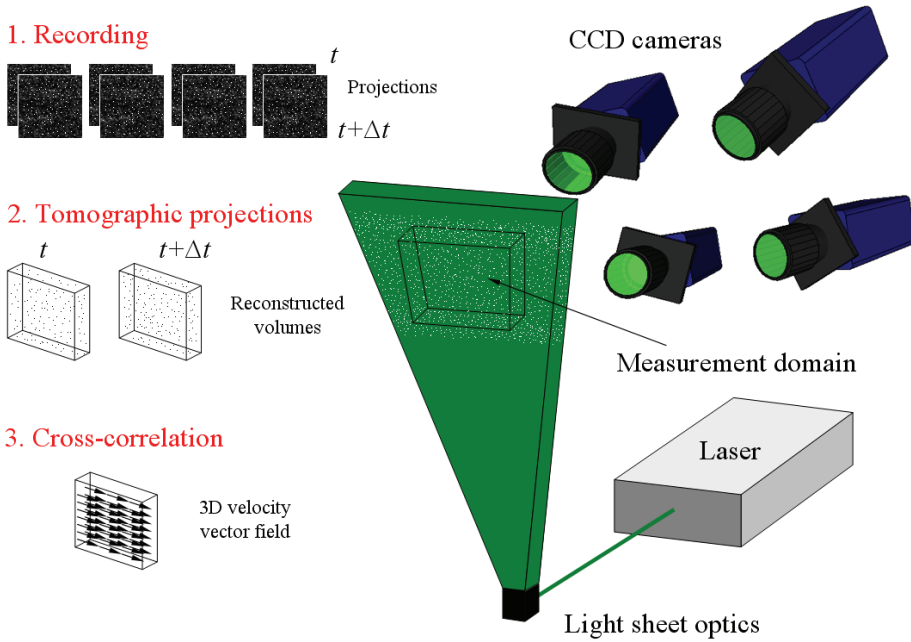 1. Recording
t
Projections
t+Δt
2. Tomographic projections
t
t+Δt
Reconstructed
volumes
3. Cross-correlation
3D velocity
vector field
CCD cameras
Measurement domain
Laser
Light sheet optics